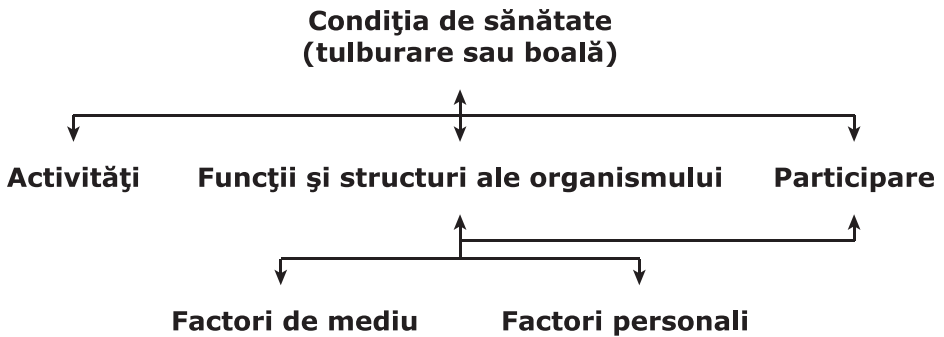 Condiţia de sănătate
(tulburare sau boală)
Activităţi Funcţii şi structuri ale organismului Participare
Factori de mediu Factori personali